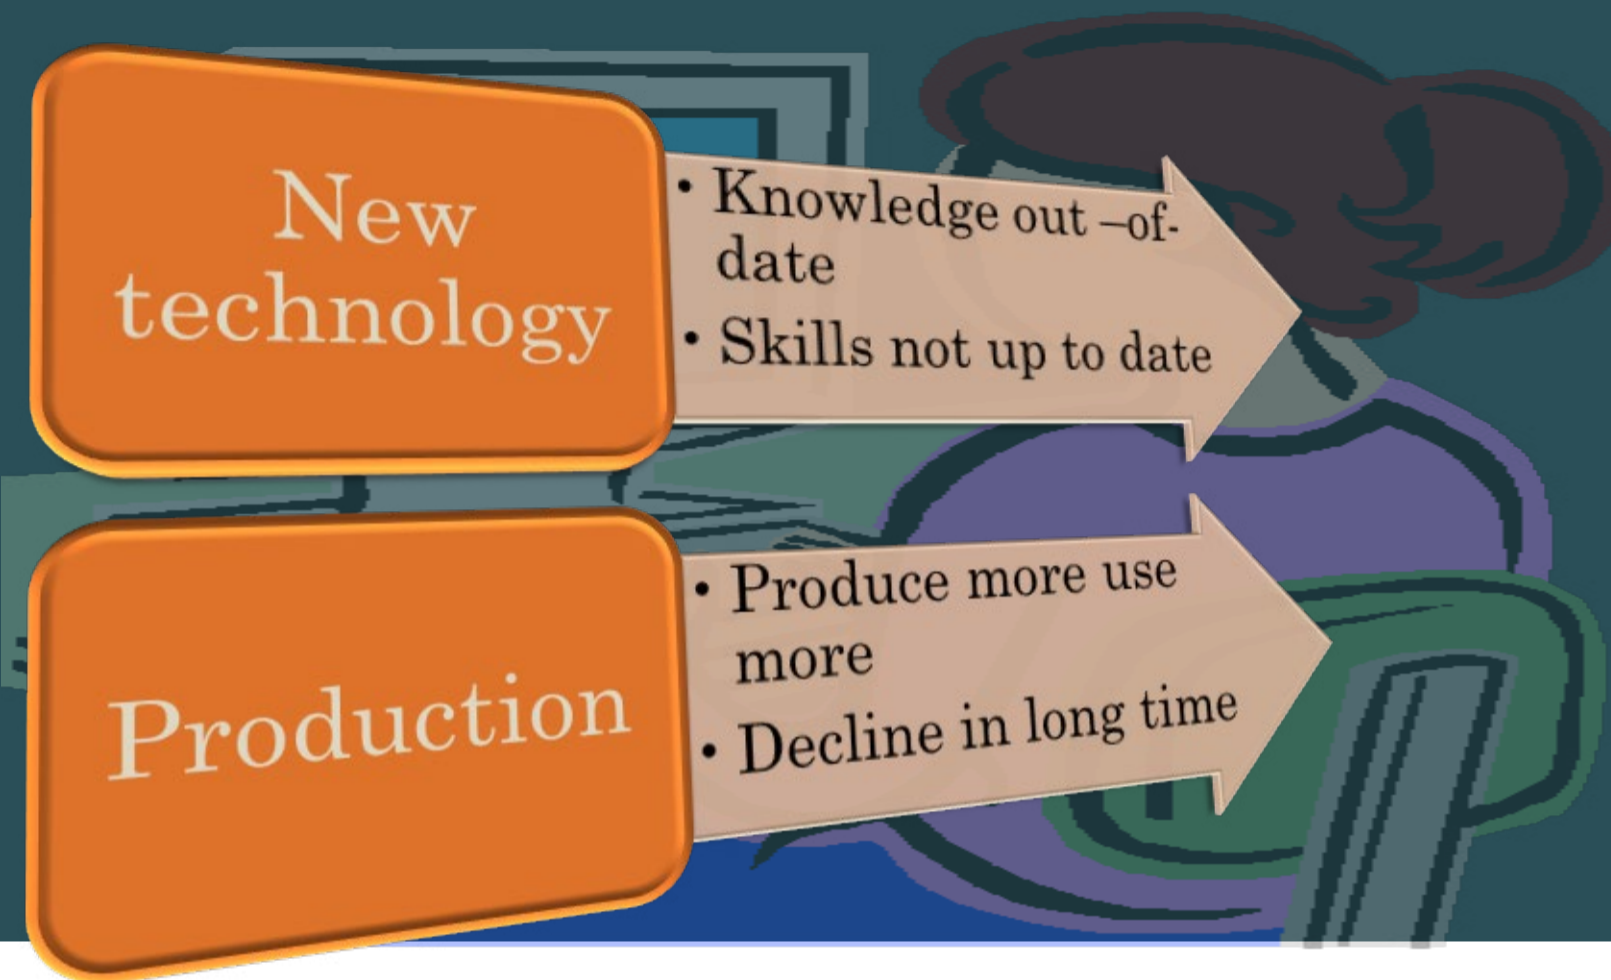 New
technology
• Knowledge out –of-
date
• Skills not up to date
Production
• Produce more use
more
• Decline in long time